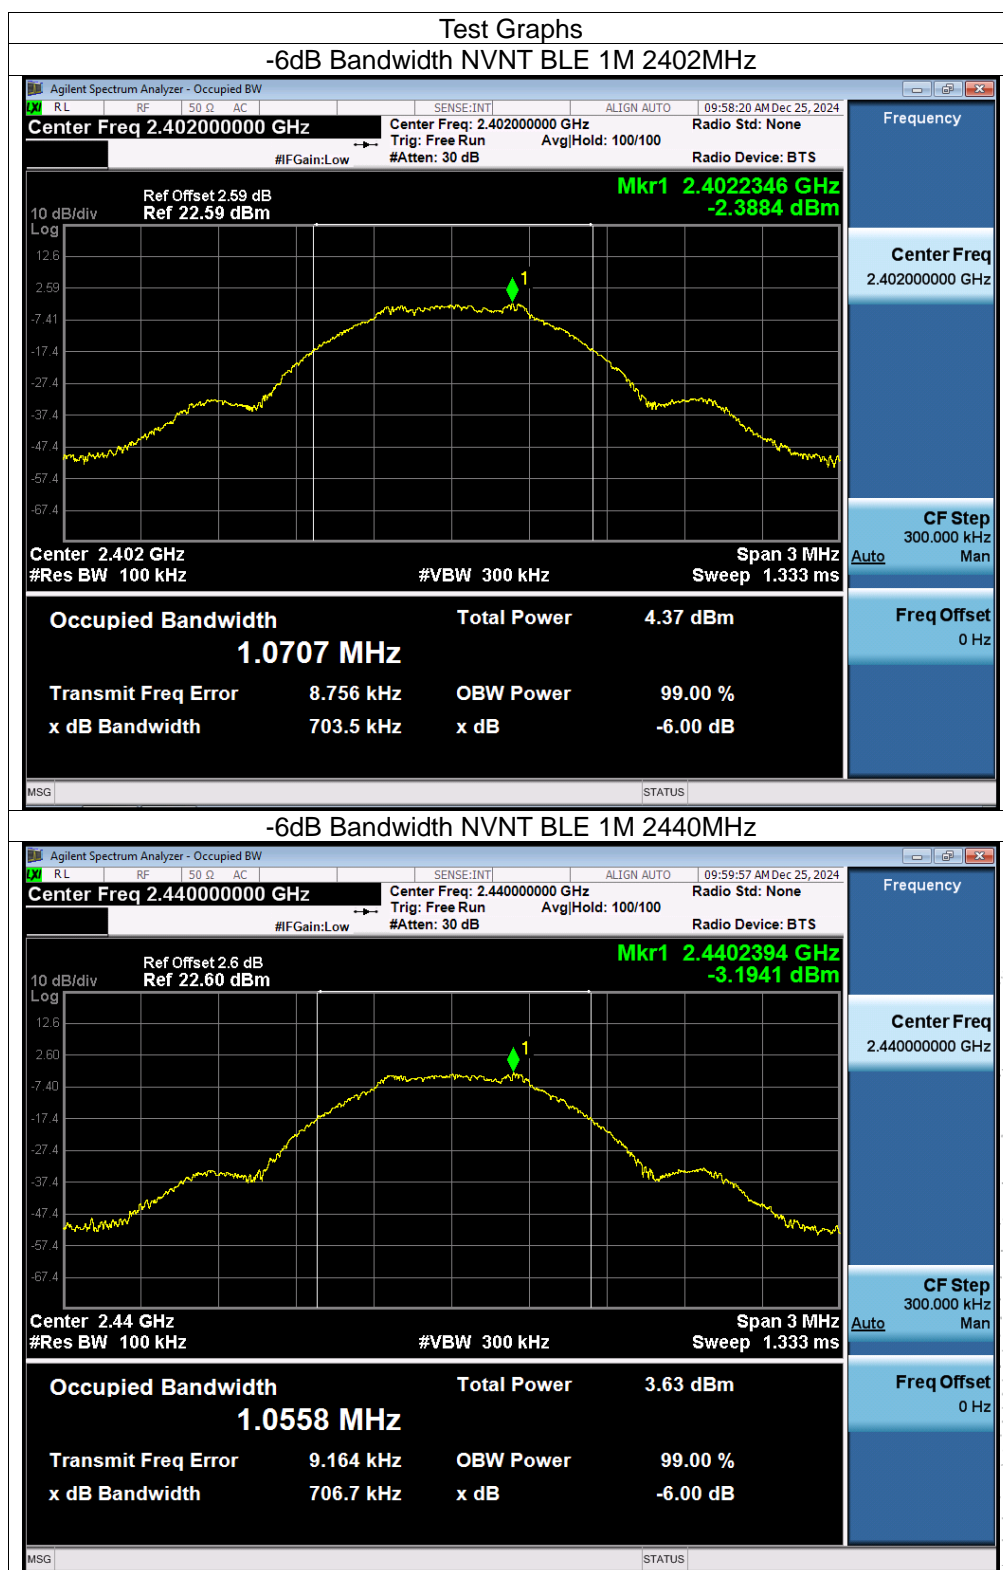 Test Graphs
-6dB Bandwidth NVNT BLE 1M 2402MHz
Agilent Spectrum Analyzer - Occupied BW
LXI RL RF 50 Ω AC SENSE:INT ALIGN AUTO 09:58:20 AM Dec 25, 2024
Center Freq 2.402000000 GHz Center Freq: 2.402000000 GHz Radio Std: None Frequency
Trig: Free Run Avg|Hold: 100/100
#IFGain:Low #Atten: 30 dB Radio Device: BTS
Mkr1 2.4022346 GHz
Ref Offset 2.59 dB
10 dB/div Ref 22.59 dBm -2.3884 dBm
Log
12.6
2.59
-7.41
-17.4
-27.4
-37.4
-47.4
-57.4
-67.4
1
Center Freq
2.402000000 GHz
Center 2.402 GHz Span 3 MHz
#Res BW 100 kHz #VBW 300 kHz Sweep 1.333 ms
CF Step
300.000 kHz
Auto Man
Occupied Bandwidth Total Power 4.37 dBm
1.0707 MHz
Freq Offset
0 Hz
Transmit Freq Error 8.756 kHz OBW Power 99.00 %
x dB Bandwidth 703.5 kHz x dB -6.00 dB
MSG STATUS
-6dB Bandwidth NVNT BLE 1M 2440MHz
Agilent Spectrum Analyzer - Occupied BW
LXI RL RF 50 Ω AC SENSE:INT ALIGN AUTO 09:59:57 AM Dec 25, 2024
Center Freq 2.440000000 GHz Center Freq: 2.440000000 GHz Radio Std: None Frequency
Trig: Free Run Avg|Hold: 100/100
#IFGain:Low #Atten: 30 dB Radio Device: BTS
Mkr1 2.4402394 GHz
Ref Offset 2.6 dB
10 dB/div Ref 22.60 dBm -3.1941 dBm
Log
12.6
2.60
-7.40
-17.4
-27.4
-37.4
-47.4
-57.4
-67.4
1
Center Freq
2.440000000 GHz
Center 2.44 GHz Span 3 MHz
#Res BW 100 kHz #VBW 300 kHz Sweep 1.333 ms
CF Step
300.000 kHz
Auto Man
Occupied Bandwidth Total Power 3.63 dBm
1.0558 MHz
Freq Offset
0 Hz
Transmit Freq Error 9.164 kHz OBW Power 99.00 %
x dB Bandwidth 706.7 kHz x dB -6.00 dB
MSG STATUS